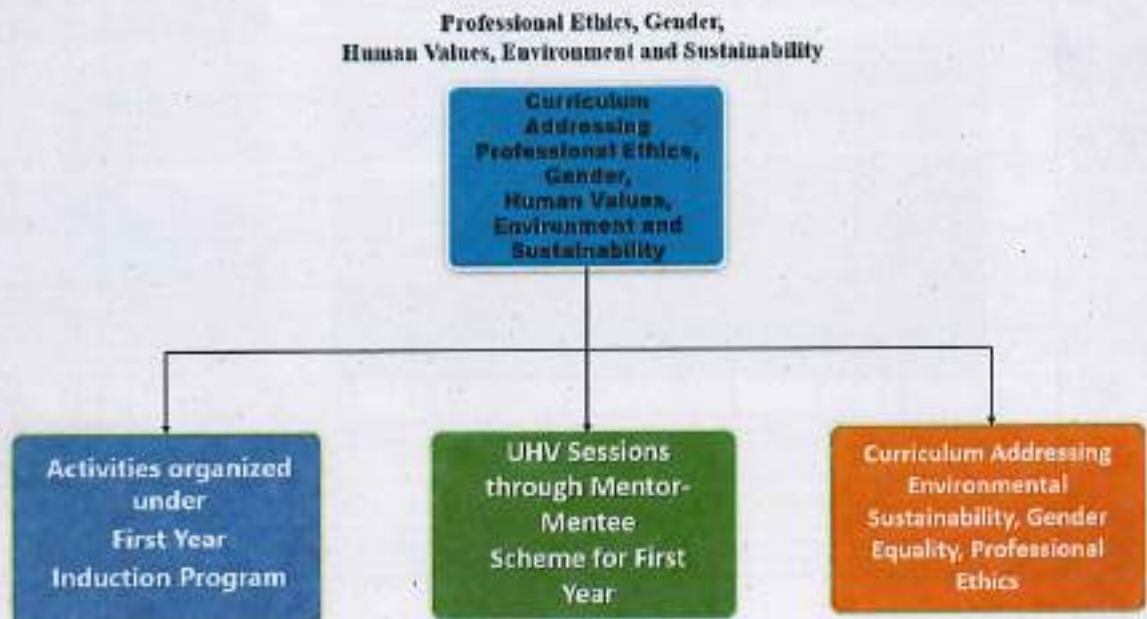 Professional Ethics, Gender,
Human Values, Environment and Sustainability
Curriculum
Addressing
Professional Ethics,
Gender,
Human Values,
Environment and
Sustainability
Activities organized
under
First Year
Induction Program
UHV Sessions
through Mentor-
Mentee
Scheme for First
Year
Curriculum Addressing
Environmental
Sustainability, Gender
Equality, Professional
Ethics